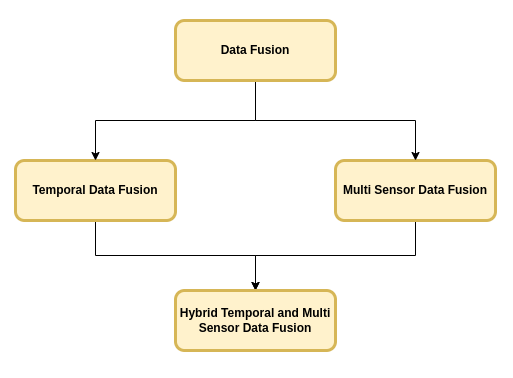 Data Fusion
Temporal Data Fusion
Multi Sensor Data Fusion
Hybrid Temporal and Multi
Sensor Data Fusion